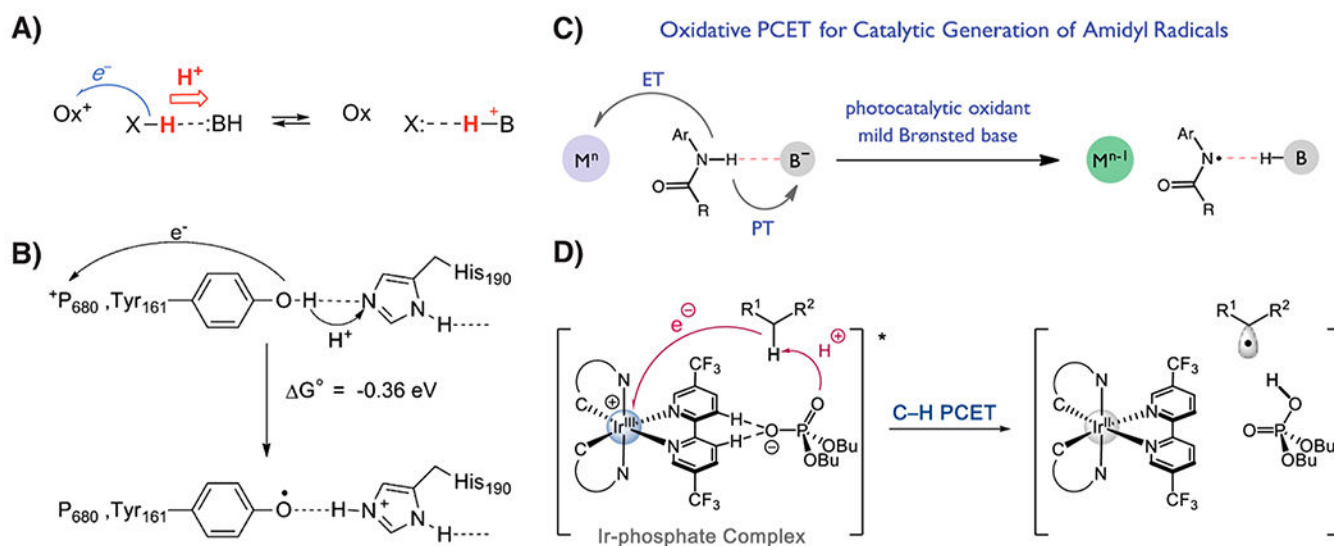 A)
e⁻
H⁺
Ox⁺
X–H----:BH
Ox
X:---H–B
+
B)
e-
⁺P680 ,Tyr161
O
H
N
His190
H⁺
N
H
ΔG° = -0.36 eV
P680 ,Tyr161
O
H–N
+
His190
N
H
C)
Oxidative PCET for Catalytic Generation of Amidyl Radicals
ET
Mⁿ
Ar
N–H
B⁻
O
R
PT
photocatalytic oxidant
mild Brønsted base
Mⁿ⁻¹
Ar
N•
H–B
O
R
D)
R¹
R²
e⊖
H
H⊕
*
CF₃
N
N
⊕
C
IrIII
H
O
O–P
⊖
OBu
OBu
C
H
N
N
CF₃
Ir-phosphate Complex
C–H PCET
R¹
R²
CF₃
N
N
H
O
C
IrII
O=P
OBu
OBu
C
N
N
CF₃